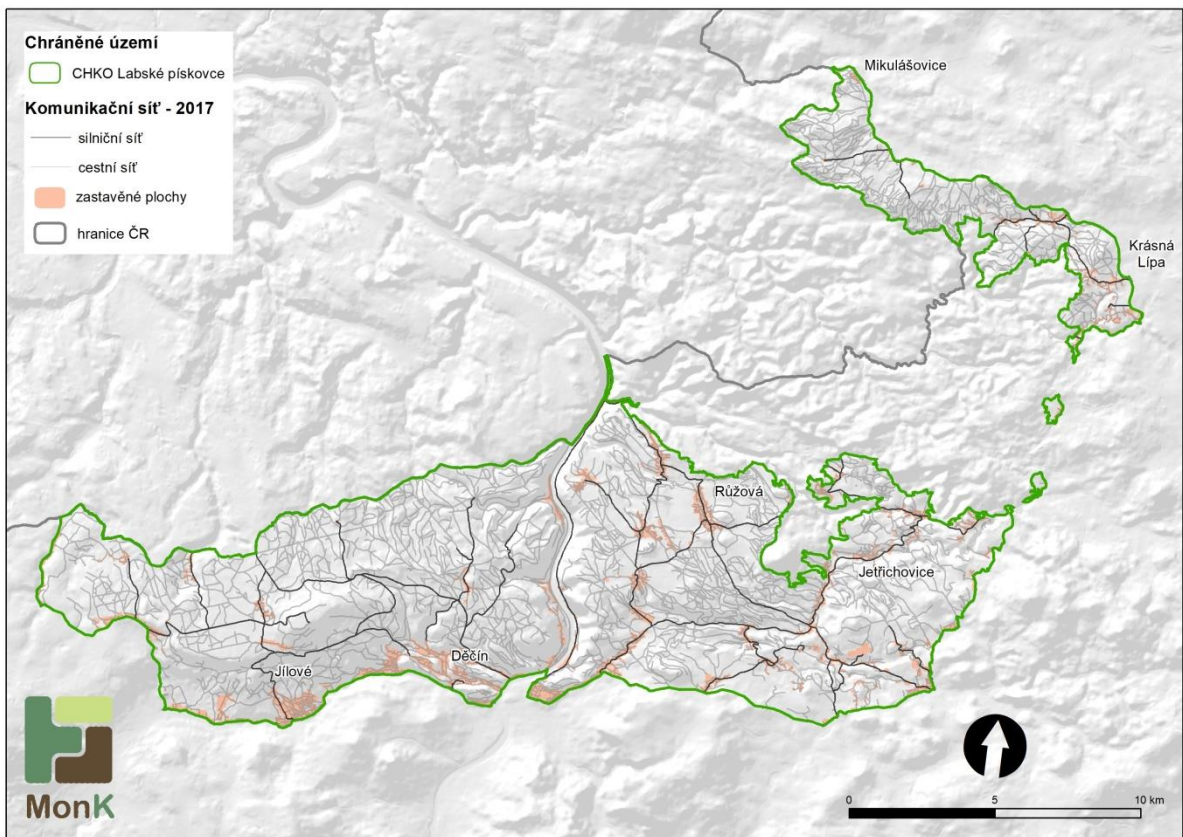 Chráněné území
CHKO Labské pískovce
Komunikační síť - 2017
silniční síť
cestní síť
zastavěné plochy
hranice ČR
Mikulášovice
Krásná
Lípa
Růžová
Jetřichovice
Děčín
Jílové
MonK
0 5 10 km